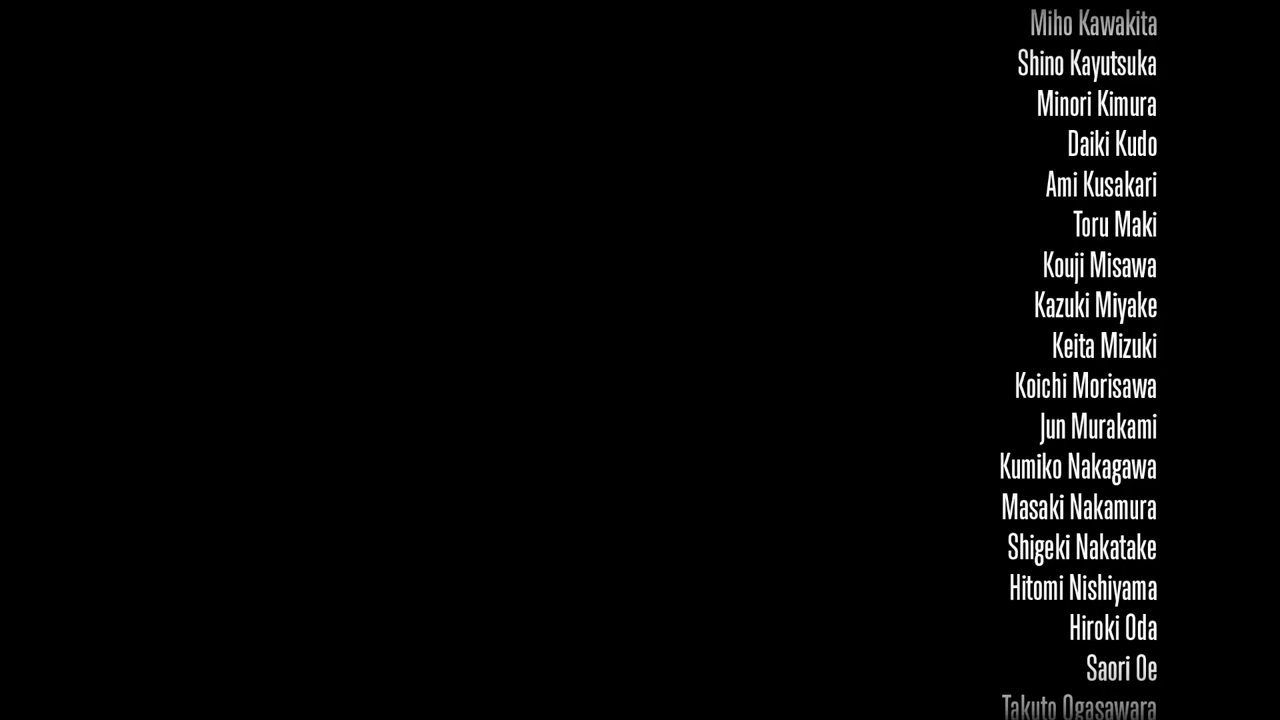 Miho Kawakita
Shino Kayutsuka
Minori Kimura
Daiki Kudo
Ami Kusakari
Toru Maki
Kouji Misawa
Kazuki Miyake
Keita Mizuki
Koichi Morisawa
Jun Murakami
Kumiko Nakagawa
Masaki Nakamura
Shigeki Nakatake
Hitomi Nishiyama
Hiroki Oda
Saori Oe
Takuto Ogasawara